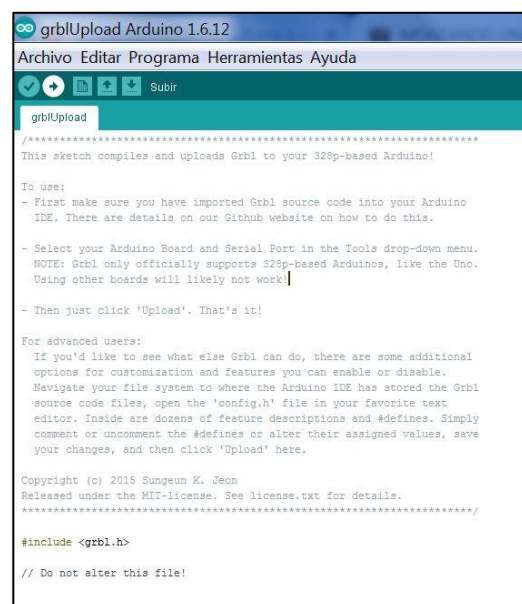 grblUpload Arduino 1.6.12
Archivo Editar Programa Herramientas Ayuda
Subir
grblUpload
/***********************************************************************
This sketch compiles and uploads Grbl to your 328p-based Arduino!
To use:
- First make sure you have imported Grbl source code into your Arduino
IDE. There are details on our Github website on how to do this.
- Select your Arduino Board and Serial Port in the Tools drop-down menu.
NOTE: Grbl only officially supports 328p-based Arduinos, like the Uno.
Using other boards will likely not work!
- Then just click 'Upload'. That's it!
For advanced users:
If you'd like to see what else Grbl can do, there are some additional
options for customization and features you can enable or disable.
Navigate your file system to where the Arduino IDE has stored the Grbl
source code files, open the 'config.h' file in your favorite text
editor. Inside are dozens of feature descriptions and #defines. Simply
comment or uncomment the #defines or alter their assigned values, save
your changes, and then click 'Upload' here.
Copyright (c) 2015 Sungeun K. Jeon
Released under the MIT-license. See license.txt for details.
***********************************************************************/
#include <grbl.h>
// Do not alter this file!